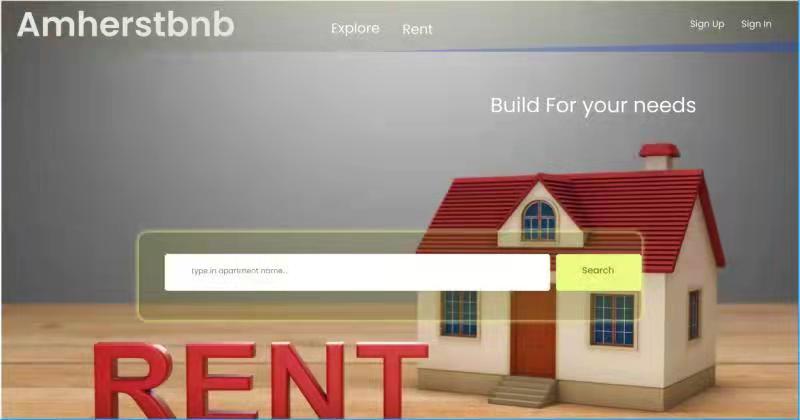 Amherstbnb
Explore
Rent
Sign Up
Sign In
Build For your needs
type in apartment name...
Search
RENT